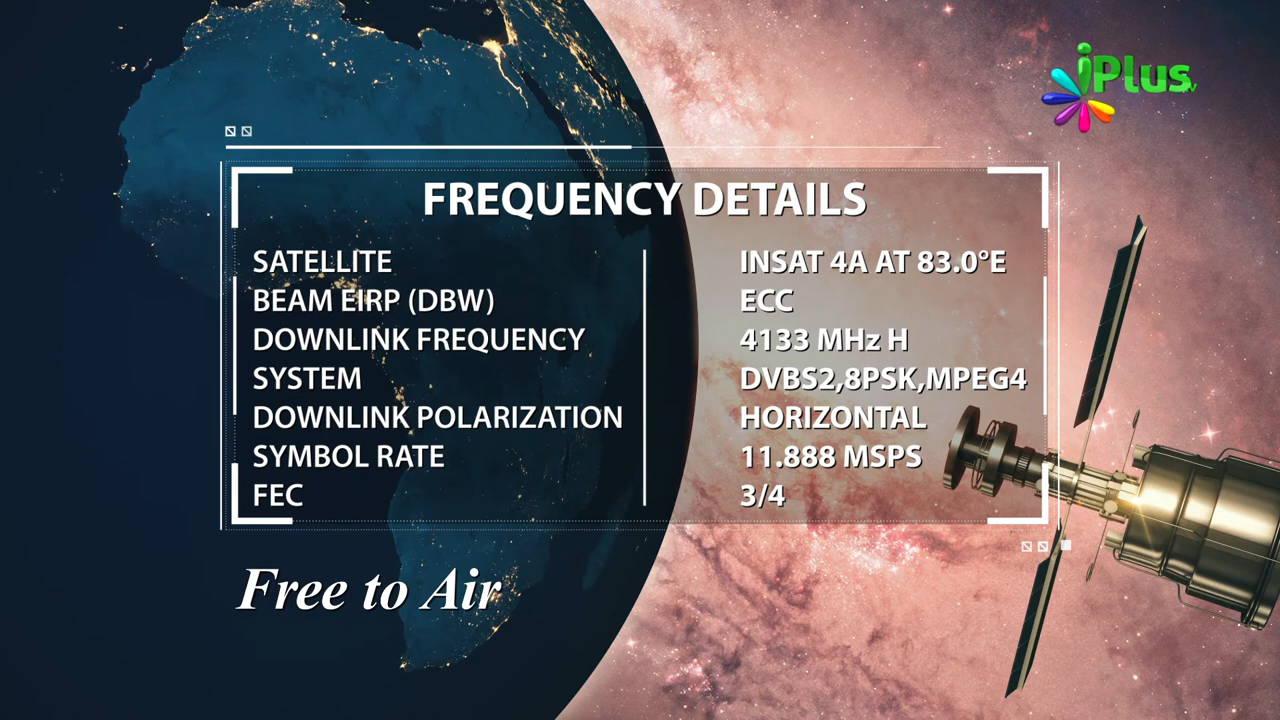 iPlus tv
FREQUENCY DETAILS
SATELLITE INSAT 4A AT 83.0°E
BEAM EIRP (DBW) ECC
DOWNLINK FREQUENCY 4133 MHz H
SYSTEM DVBS2,8PSK,MPEG4
DOWNLINK POLARIZATION HORIZONTAL
SYMBOL RATE 11.888 MSPS
FEC 3/4
Free to Air